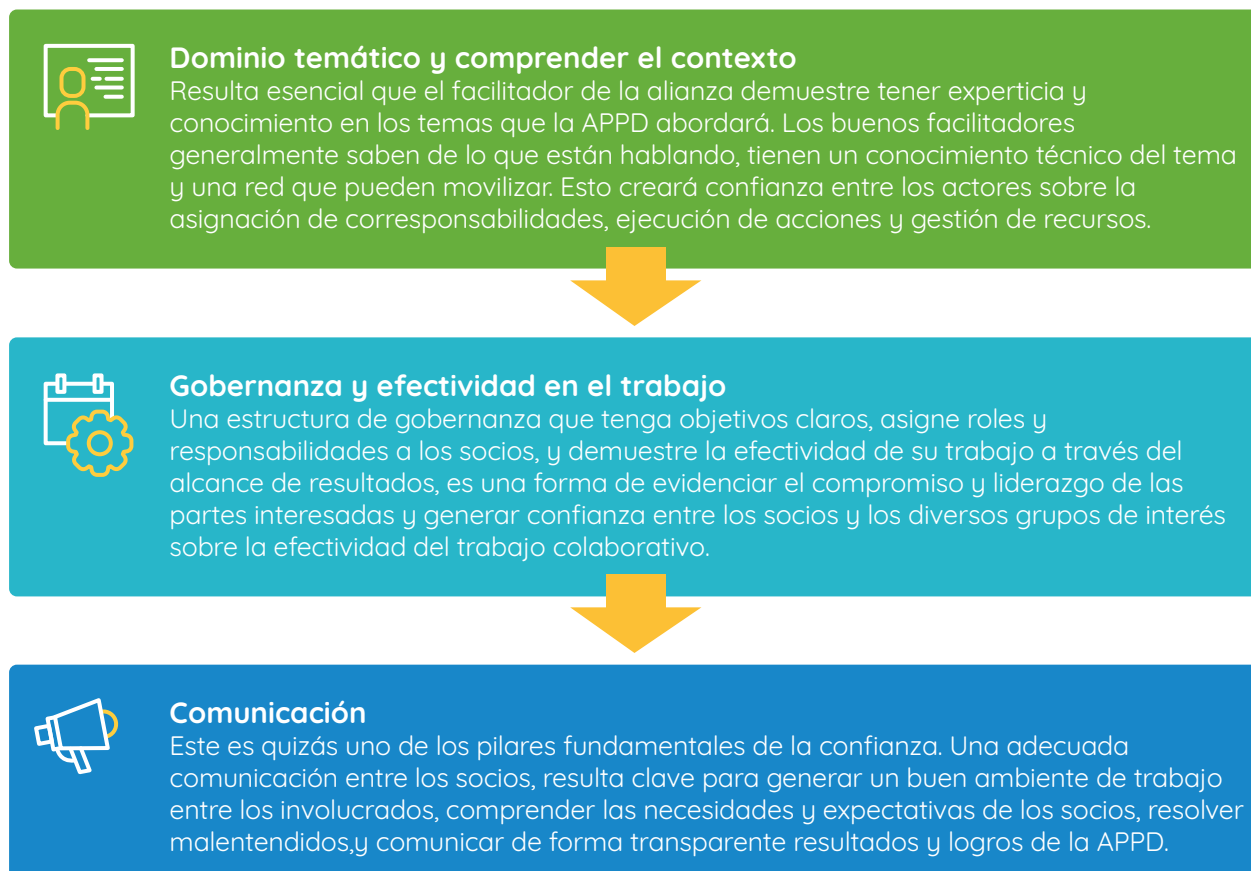 Dominio temático y comprender el contexto
Resulta esencial que el facilitador de la alianza demuestre tener experticia y
conocimiento en los temas que la APPD abordará. Los buenos facilitadores
generalmente saben de lo que están hablando, tienen un conocimiento técnico del tema
y una red que pueden movilizar. Esto creará confianza entre los actores sobre la
asignación de corresponsabilidades, ejecución de acciones y gestión de recursos.
Gobernanza y efectividad en el trabajo
Una estructura de gobernanza que tenga objetivos claros, asigne roles y
responsabilidades a los socios, y demuestre la efectividad de su trabajo a través del
alcance de resultados, es una forma de evidenciar el compromiso y liderazgo de las
partes interesadas y generar confianza entre los socios y los diversos grupos de interés
sobre la efectividad del trabajo colaborativo.
Comunicación
Este es quizás uno de los pilares fundamentales de la confianza. Una adecuada
comunicación entre los socios, resulta clave para generar un buen ambiente de trabajo
entre los involucrados, comprender las necesidades y expectativas de los socios, resolver
malentendidos,y comunicar de forma transparente resultados y logros de la APPD.